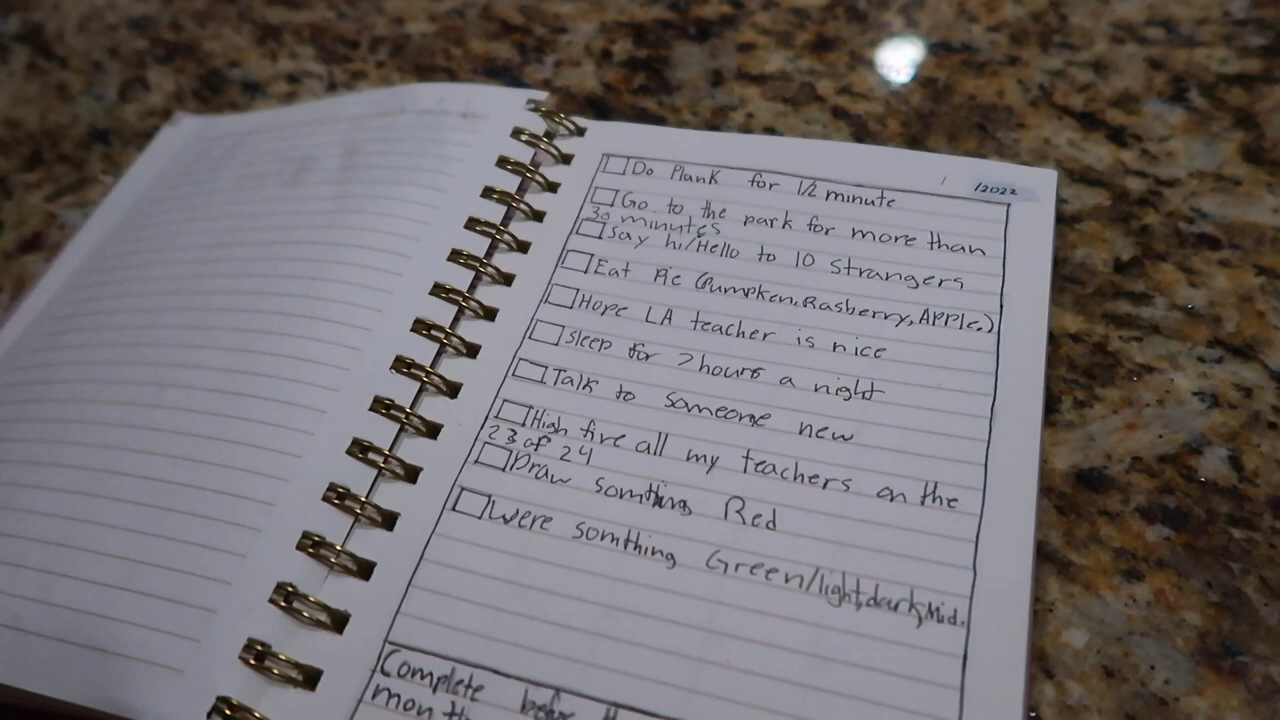 /2022
Do Plank for 1/2 minute
Go to the park for more than
30 minutes
Say hi/Hello to 10 Strangers
Eat Pie (Pumpken, Rasberry, APPle.)
Hope LA teacher is nice
Sleep for 7 hours a night
Talk to someone new
High five all my teachers on the
23 of 24
Draw somthing Red
Were somthing Green/light,dark,Mid.
Complete before
month